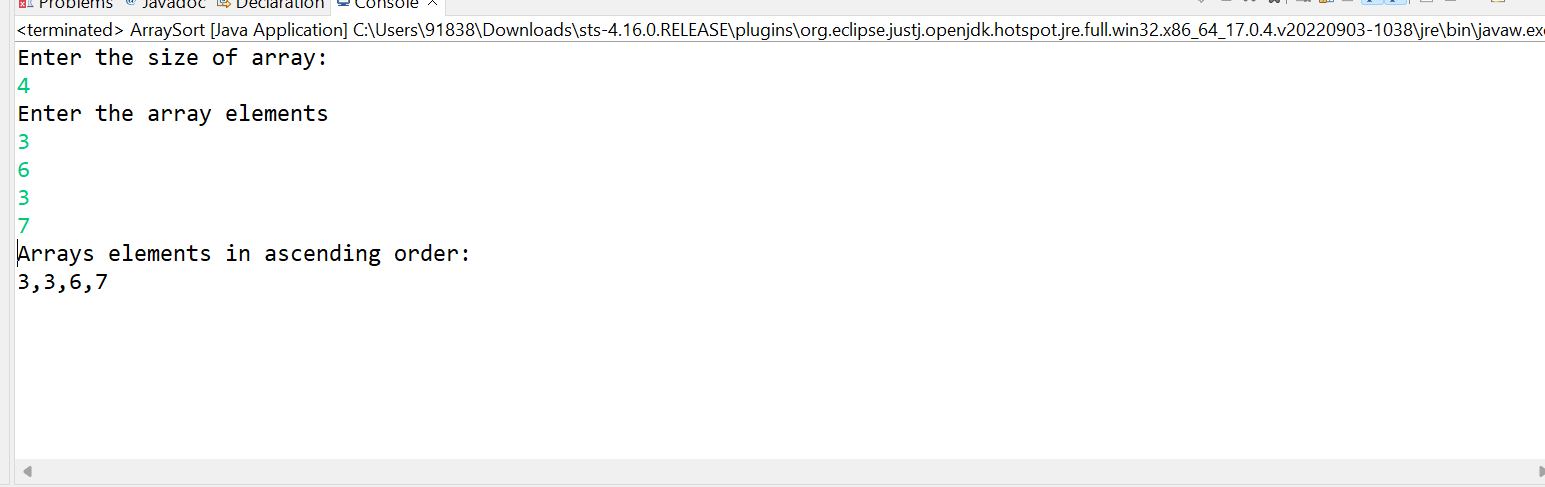 Problems Javadoc Declaration Console
<terminated> ArraySort [Java Application] C:\Users\91838\Downloads\sts-4.16.0.RELEASE\plugins\org.eclipse.justj.openjdk.hotspot.jre.full.win32.x86_64_17.0.4.v20220903-1038\jre\bin\javaw.exe
Enter the size of array:
4
Enter the array elements
3
6
3
7
Arrays elements in ascending order:
3,3,6,7